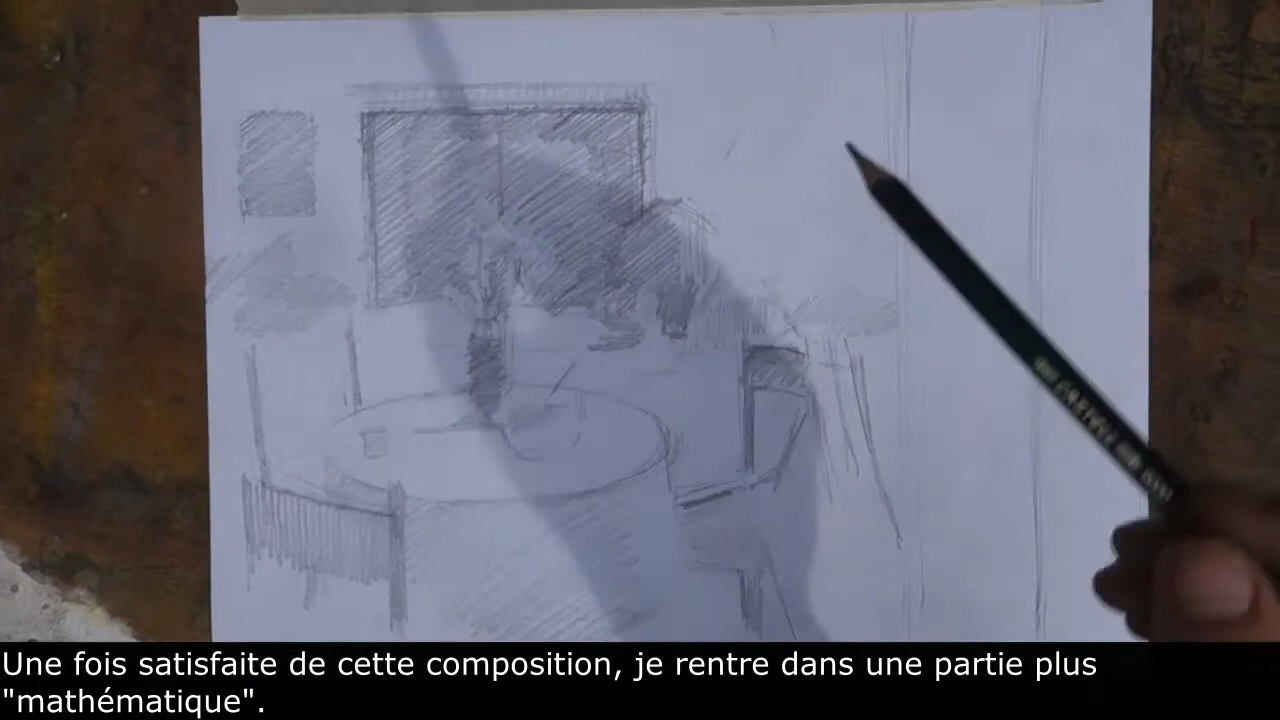 Une fois satisfaite de cette composition, je rentre dans une partie plus
"mathématique".